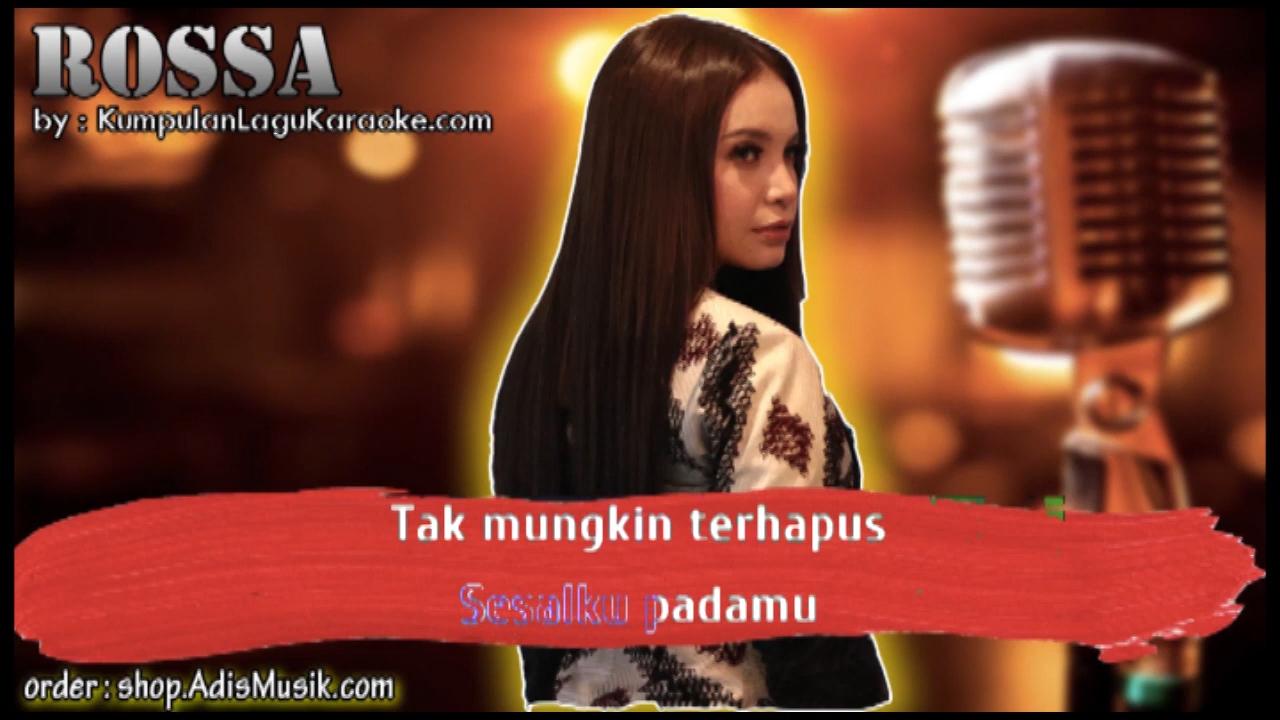 ROSSA
by : KumpulanLaguKaraoke.com
Tak mungkin terhapus
Sesalku padamu
order : shop.AdisMusik.com